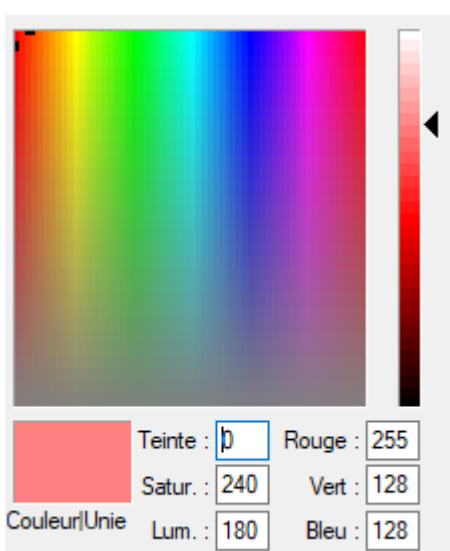 Teinte : 0 Rouge : 255
Satur. : 240 Vert : 128
Couleur|Unie Lum. : 180 Bleu : 128